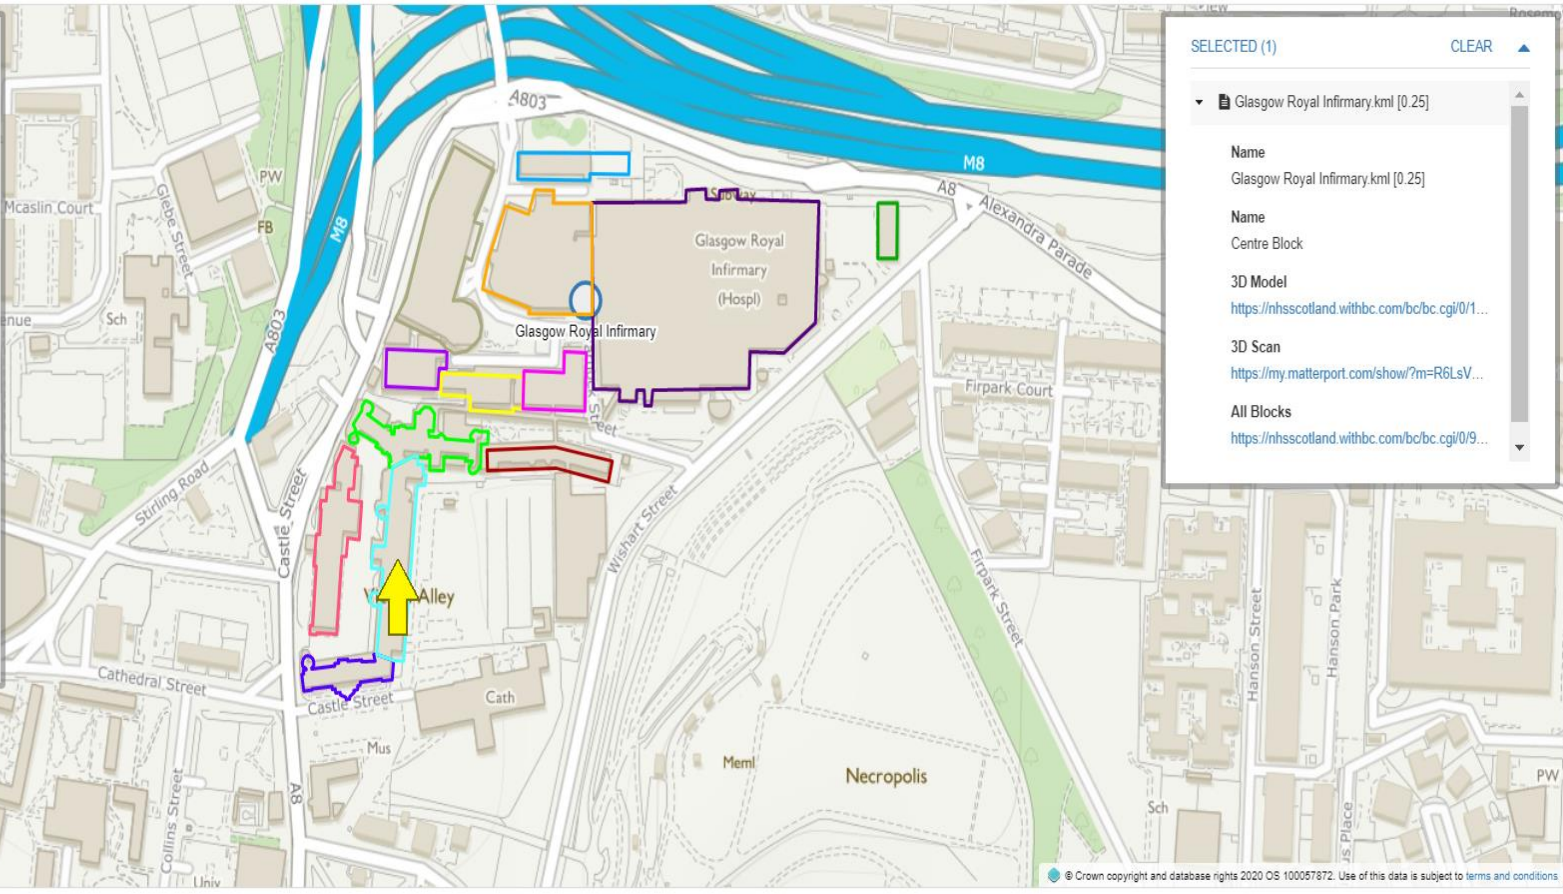 SELECTED (1)
CLEAR
Glasgow Royal Infirmary.kml [0.25]
Name
Glasgow Royal Infirmary.kml [0.25]
Name
Centre Block
3D Model
https://nhsscotland.withbc.com/bc/bc.cgi/0/1...
3D Scan
https://my.matterport.com/show/?m=R6LsV...
All Blocks
https://nhsscotland.withbc.com/bc/bc.cgi/0/9...
A803
M8
A8
Alexandra Parade
PW
Mcaslin Court
Glebe Street
FB
M8
Subway
Glasgow Royal
Infirmary
(Hospl)
Sch
A803
Glasgow Royal Infirmary
Firpark Court
Stirling Road
Castle Street
Wishart Street
Alley
Firpark Street
Hanson Street
Hanson Park
Cathedral Street
Castle Street
Cath
Mus
Meml
Necropolis
A8
Collins Street
Sch
PW
Univ
© Crown copyright and database rights 2020 OS 100057872. Use of this data is subject to terms and conditions